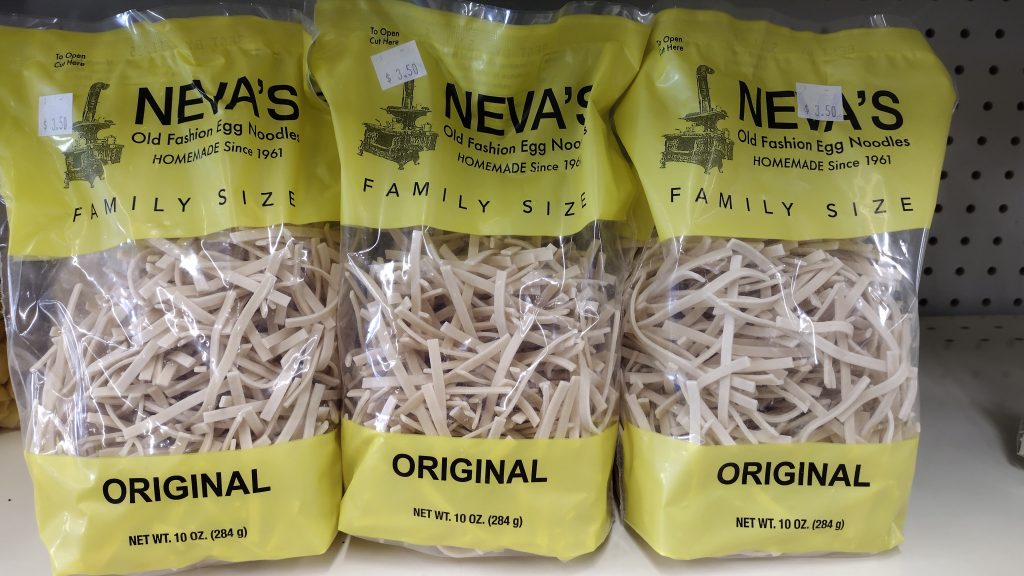 To Open
Cut Here
$ 3.50
NEVA'S
Old Fashion Egg Noodles
HOMEMADE Since 1961
FAMILY SIZE
ORIGINAL
NET WT. 10 OZ. (284 g)
To Open
Cut Here
$ 3.50
NEVA'S
Old Fashion Egg Noo
HOMEMADE Since 196
FAMILY SIZE
ORIGINAL
NET WT. 10 OZ. (284 g)
To Open
Cut Here
$ 3.50
NEVA'S
Old Fashion Egg Noodles
HOMEMADE Since 1961
FAMILY SIZE
ORIGINAL
NET WT. 10 OZ. (284 g)